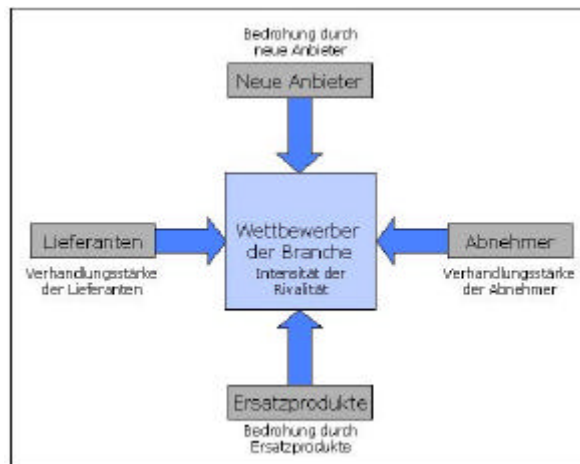 Bedrohung durch
neue Anbieter
Neue Anbieter
Lieferanten
Verhandlungsstärke
der Lieferanten
Wettbewerber
der Branche
Intensität der
Rivalität
Abnehmer
Verhandlungsstärke
der Abnehmer
Ersatzprodukte
Bedrohung durch
Ersatzprodukte